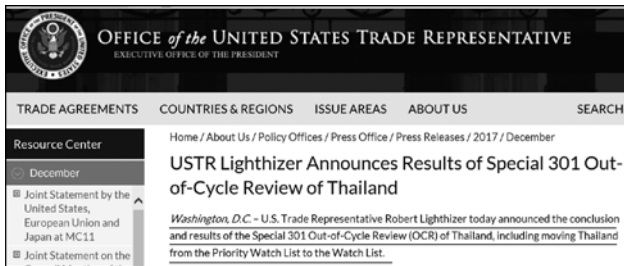 OFFICE of the UNITED STATES TRADE REPRESENTATIVE
EXECUTIVE OFFICE OF THE PRESIDENT
TRADE AGREEMENTS COUNTRIES & REGIONS ISSUE AREAS ABOUT US SEARCH
Resource Center
December
Joint Statement by the
United States,
European Union and
Japan at MC11
Joint Statement on the
Home / About Us / Policy Offices / Press Office / Press Releases / 2017 / December
USTR Lighthizer Announces Results of Special 301 Out-
of-Cycle Review of Thailand
Washington, D.C. – U.S. Trade Representative Robert Lighthizer today announced the conclusion
and results of the Special 301 Out-of-Cycle Review (OCR) of Thailand, including moving Thailand
from the Priority Watch List to the Watch List.